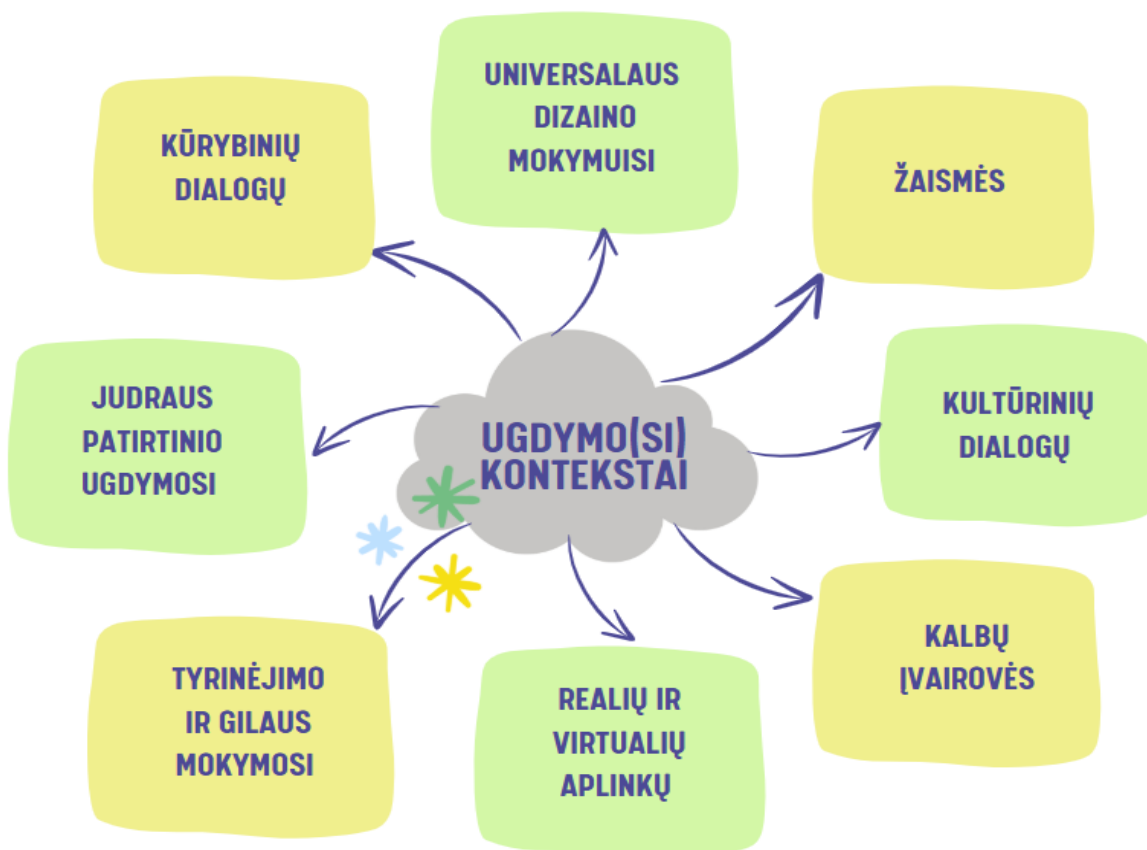 UNIVERSALAUS
DIZAINO
MOKYMUISI
KŪRYBINIŲ
DIALOGŲ
ŽAISMĖS
JUDRAUS
PATIRTINIO
UGDYMOSI
UGDYMO(SI)
KONTEKSTAI
KULTŪRINIŲ
DIALOGŲ
TYRINĖJIMO
IR GILAUS
MOKYMOSI
REALIŲ IR
VIRTUALIŲ
APLINKŲ
KALBŲ
ĮVAIROVĖS